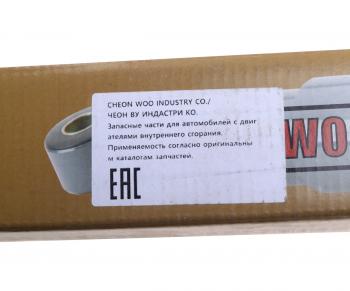 CHEON WOO INDUSTRY CO./
ЧЕОН ВУ ИНДАСТРИ КО.
Запасные части для автомобилей с двиг
ателями внутреннего сгорания.
Применяемость согласно оригинальны
м каталогам запчастей.
EAC
WO